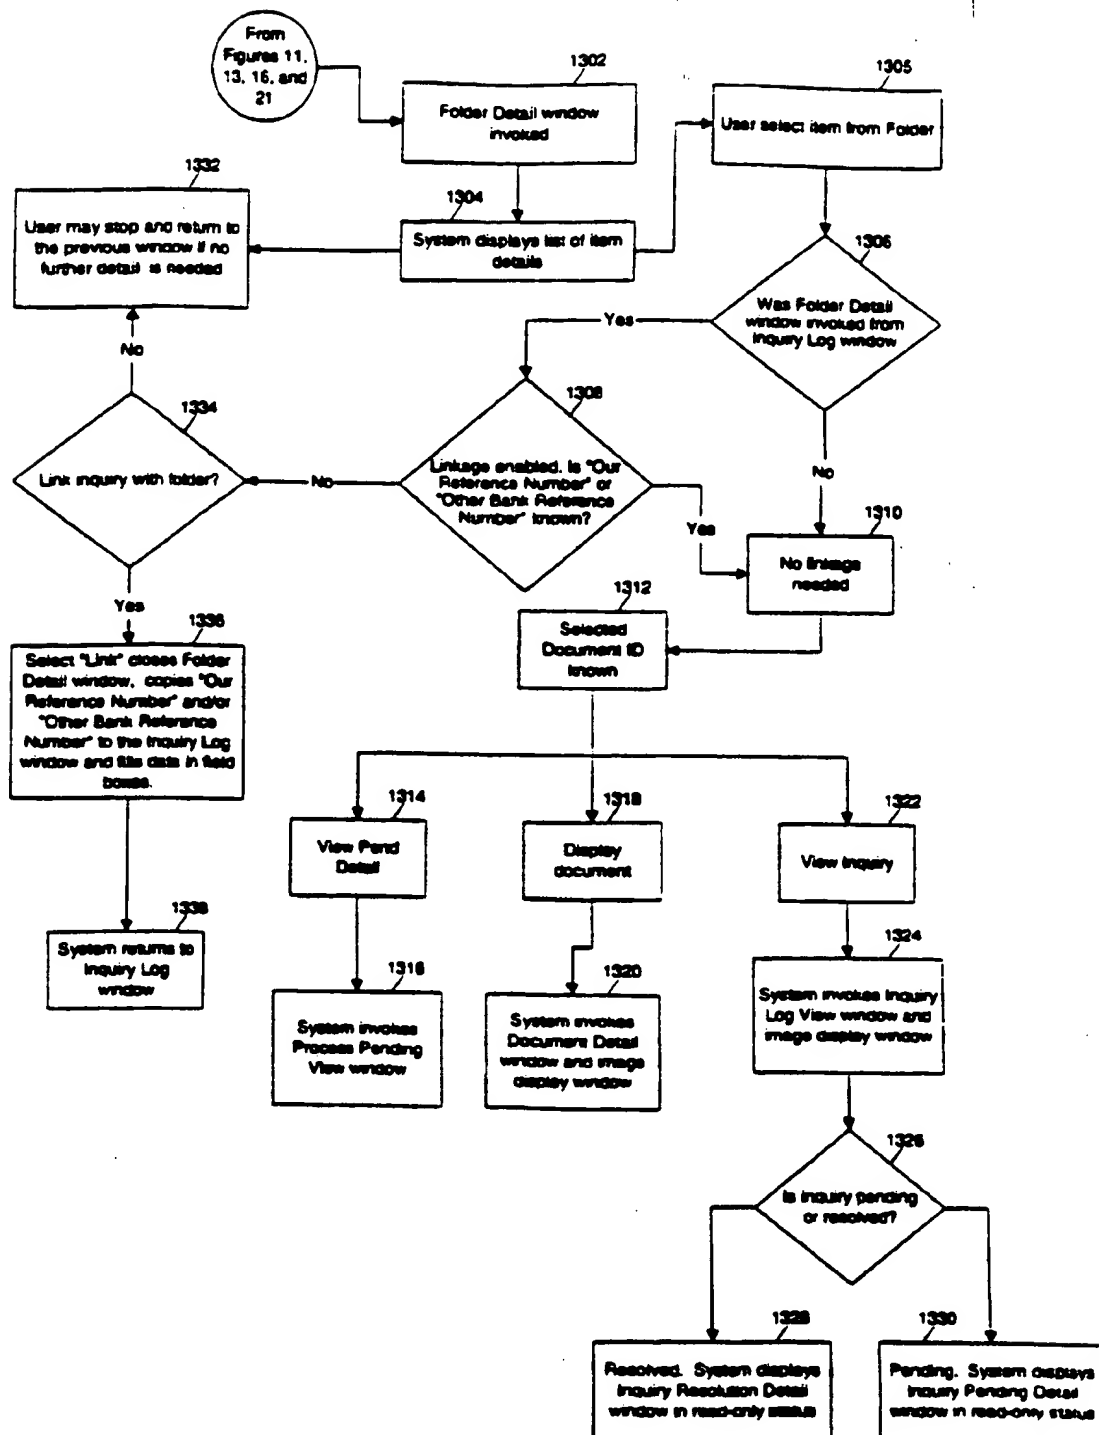 From
Figures 11,
13, 16, and
21
1302
Folder Detail window
invoked
1305
User select item from Folder
1332
User may stop and return to
the previous window if no
further detail is needed
1304
System displays list of item
details
1306
Was Folder Detail
window invoked from
Inquiry Log window
Yes
No
1308
Linkage enabled. Is "Our
Reference Number" or
"Other Bank Reference
Number" known?
No
Yes
1334
Link inquiry with folder?
No
Yes
1310
No linkage
needed
1312
Selected
Document ID
known
1336
Select "Link" closes Folder
Detail window, copies "Our
Reference Number" and/or
"Other Bank Reference
Number" to the Inquiry Log
window and fills data in field
boxes.
1314
View Pend
Detail
1318
Display
document
1322
View Inquiry
1338
System returns to
Inquiry Log
window
1316
System invokes
Process Pending
View window
1320
System invokes
Document Detail
window and image
display window
1324
System invokes Inquiry
Log View window and
image display window
1326
Is inquiry pending
or resolved?
1328
Resolved. System displays
Inquiry Resolution Detail
window in read-only status
1330
Pending. System displays
Inquiry Pending Detail
window in read-only status